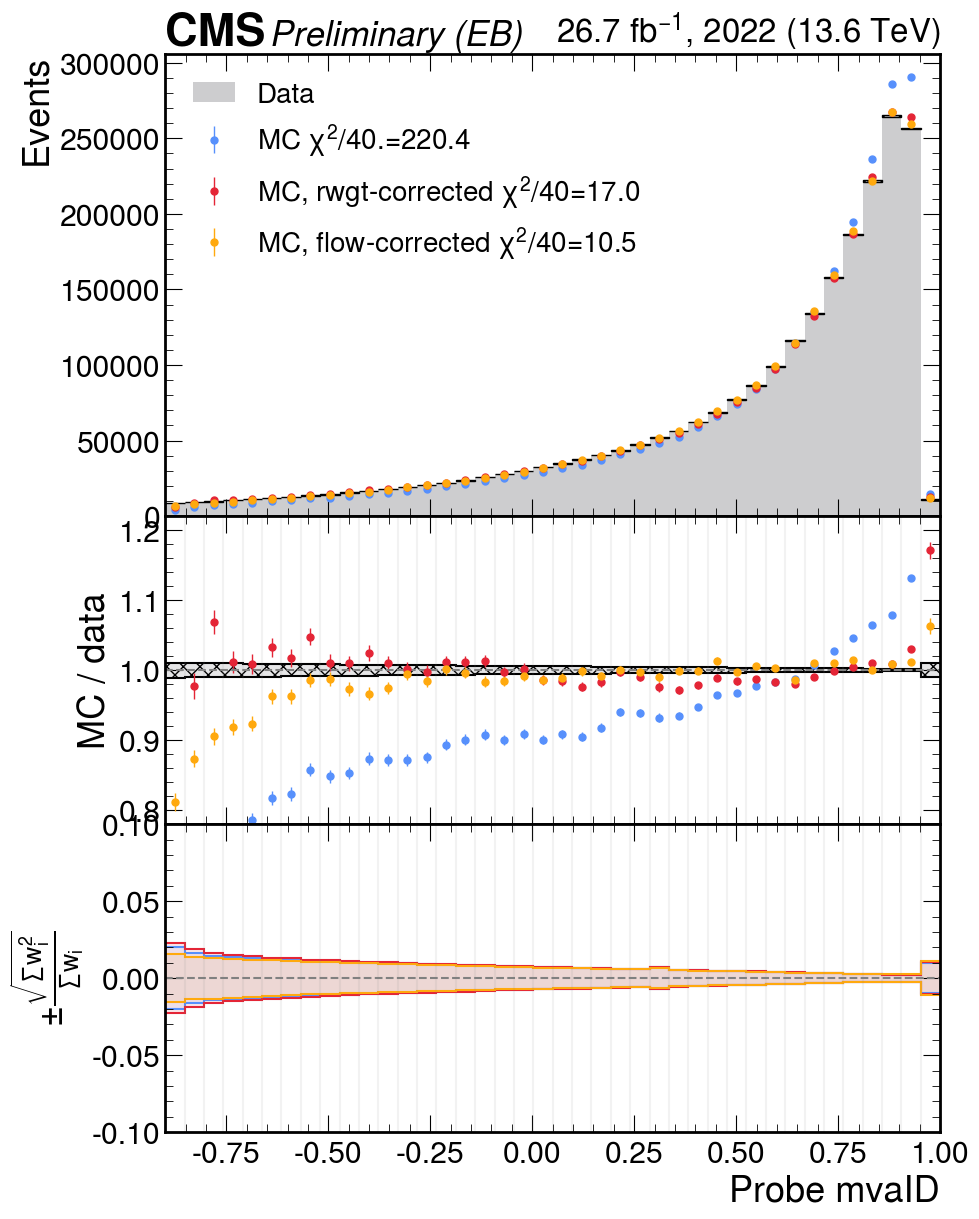 CMS Preliminary (EB) 26.7 fb⁻¹, 2022 (13.6 TeV)
Events
300000
250000
200000
150000
100000
50000
0
Data
MC χ²/40.=220.4
MC, rwgt-corrected χ²/40=17.0
MC, flow-corrected χ²/40=10.5
MC / data
1.2
1.1
1.0
0.9
0.8
±√Σwᵢ²/Σwᵢ
0.10
0.05
0.00
-0.05
-0.10
-0.75 -0.50 -0.25 0.00 0.25 0.50 0.75 1.00
Probe mvaID